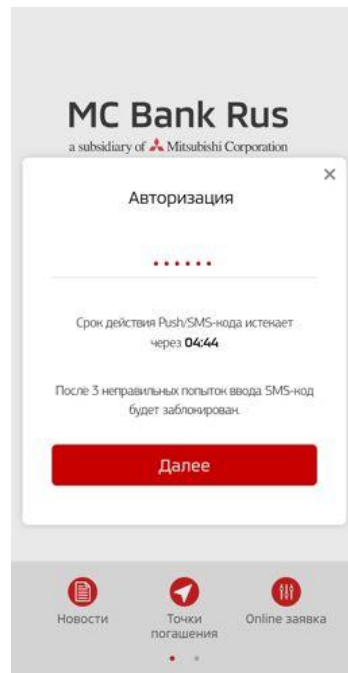 MC Bank Rus
a subsidiary of Mitsubishi Corporation
Авторизация
Срок действия Push/SMS-кода истекает
через 04:44
После 3 неправильных попыток ввода SMS-код
будет заблокирован.
Далее
Новости
Точки
погашения
Online заявка